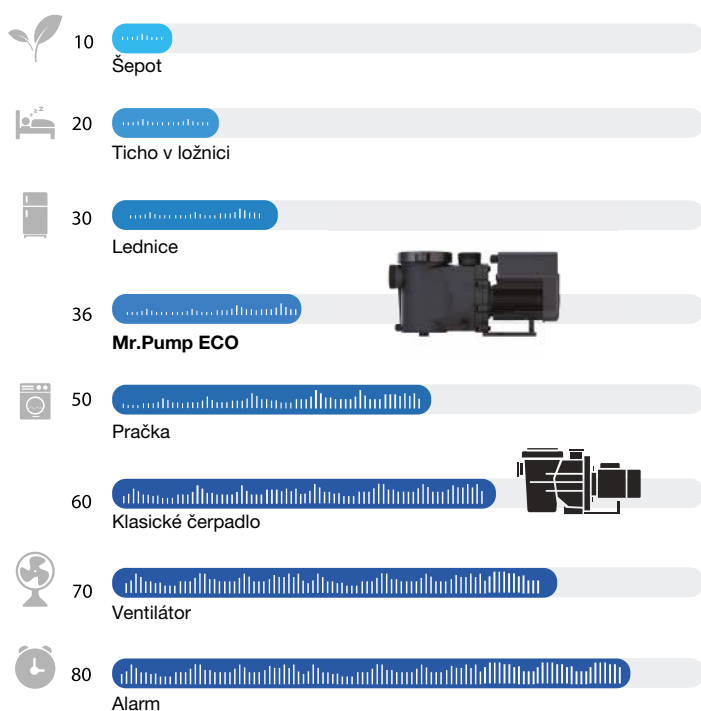 10
Šepot
20
Ticho v ložnici
30
Lednice
36
Mr.Pump ECO
50
Pračka
60
Klasické čerpadlo
70
Ventilátor
80
Alarm